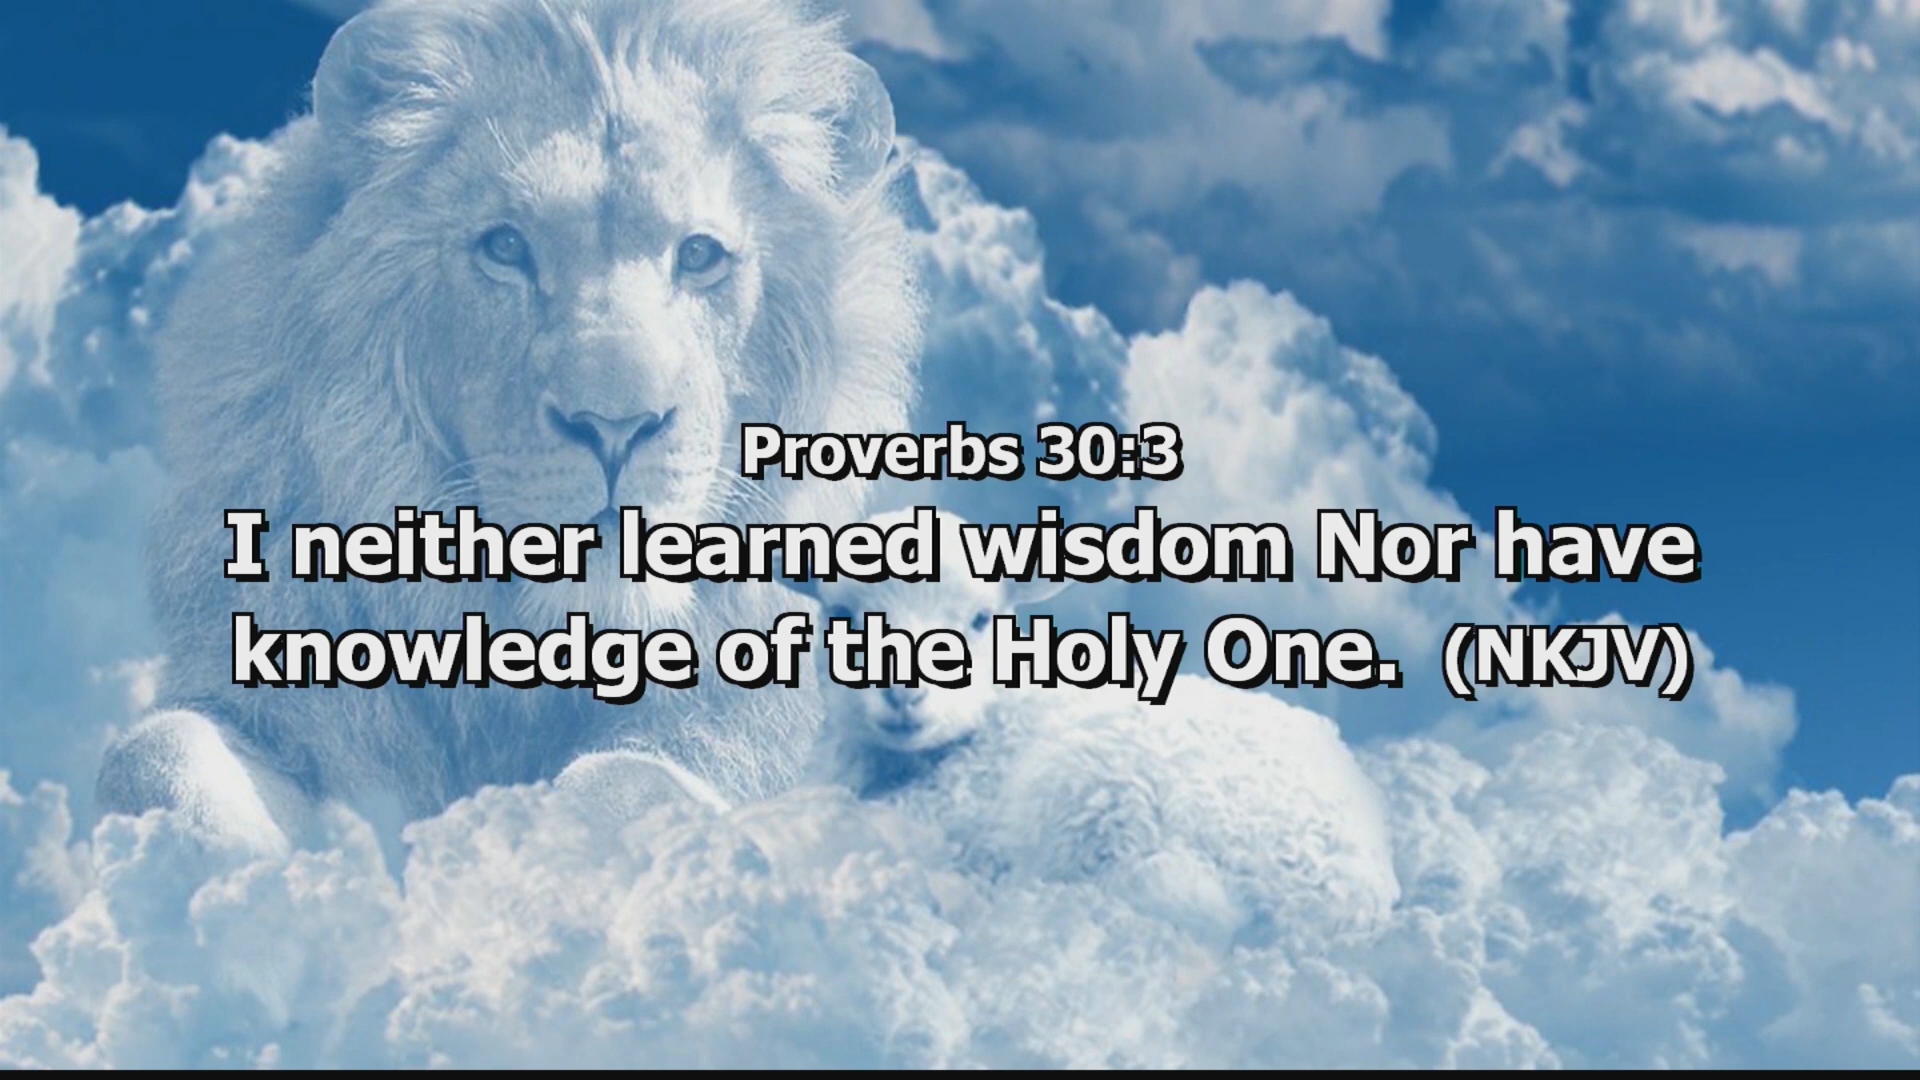 Proverbs 30:3
I neither learned wisdom Nor have
knowledge of the Holy One. (NKJV)